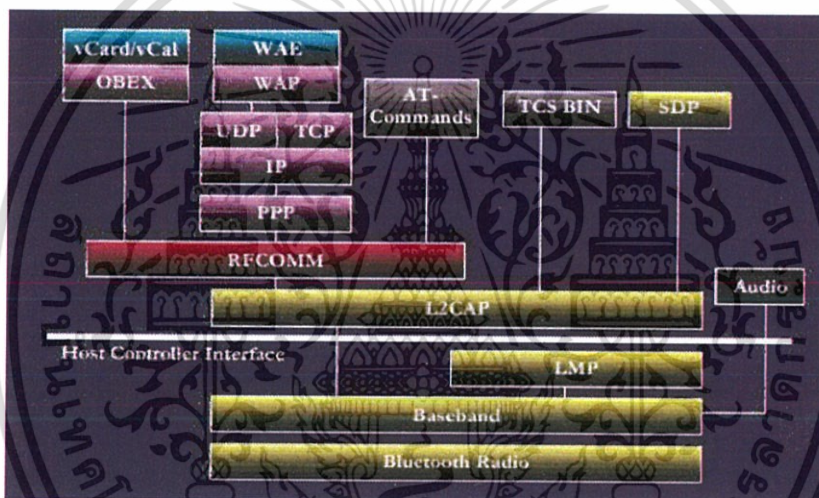 vCard/vCal
OBEX
WAE
WAP
UDP TCP
IP
PPP
AT-
Commands
TCS BIN
SDP
RFCOMM
L2CAP
Audio
Host Controller Interface
LMP
Baseband
Bluetooth Radio